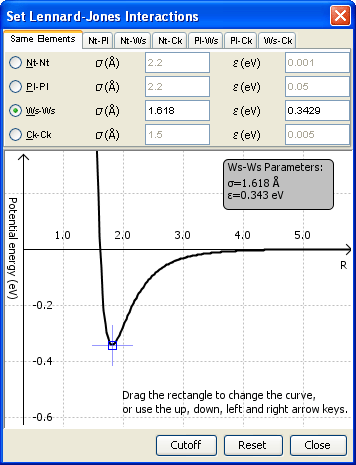 Set Lennard-Jones Interactions
Same Elements Nt-Pl Nt-Ws Nt-Ck Pl-Ws Pl-Ck Ws-Ck
Nt-Nt σ(Å) 2.2 ε(eV) 0.001
Pl-Pl σ(Å) 2.2 ε(eV) 0.05
Ws-Ws σ(Å) 1.618 ε(eV) 0.3429
Ck-Ck σ(Å) 1.5 ε(eV) 0.005
Ws-Ws Parameters:
σ=1.618 Å
ε=0.343 eV
Potential energy (eV)
1.0 2.0 3.0 4.0 5.0
R
-0.2
-0.4
-0.6
Drag the rectangle to change the curve,
or use the up, down, left and right arrow keys.
Cutoff Reset Close